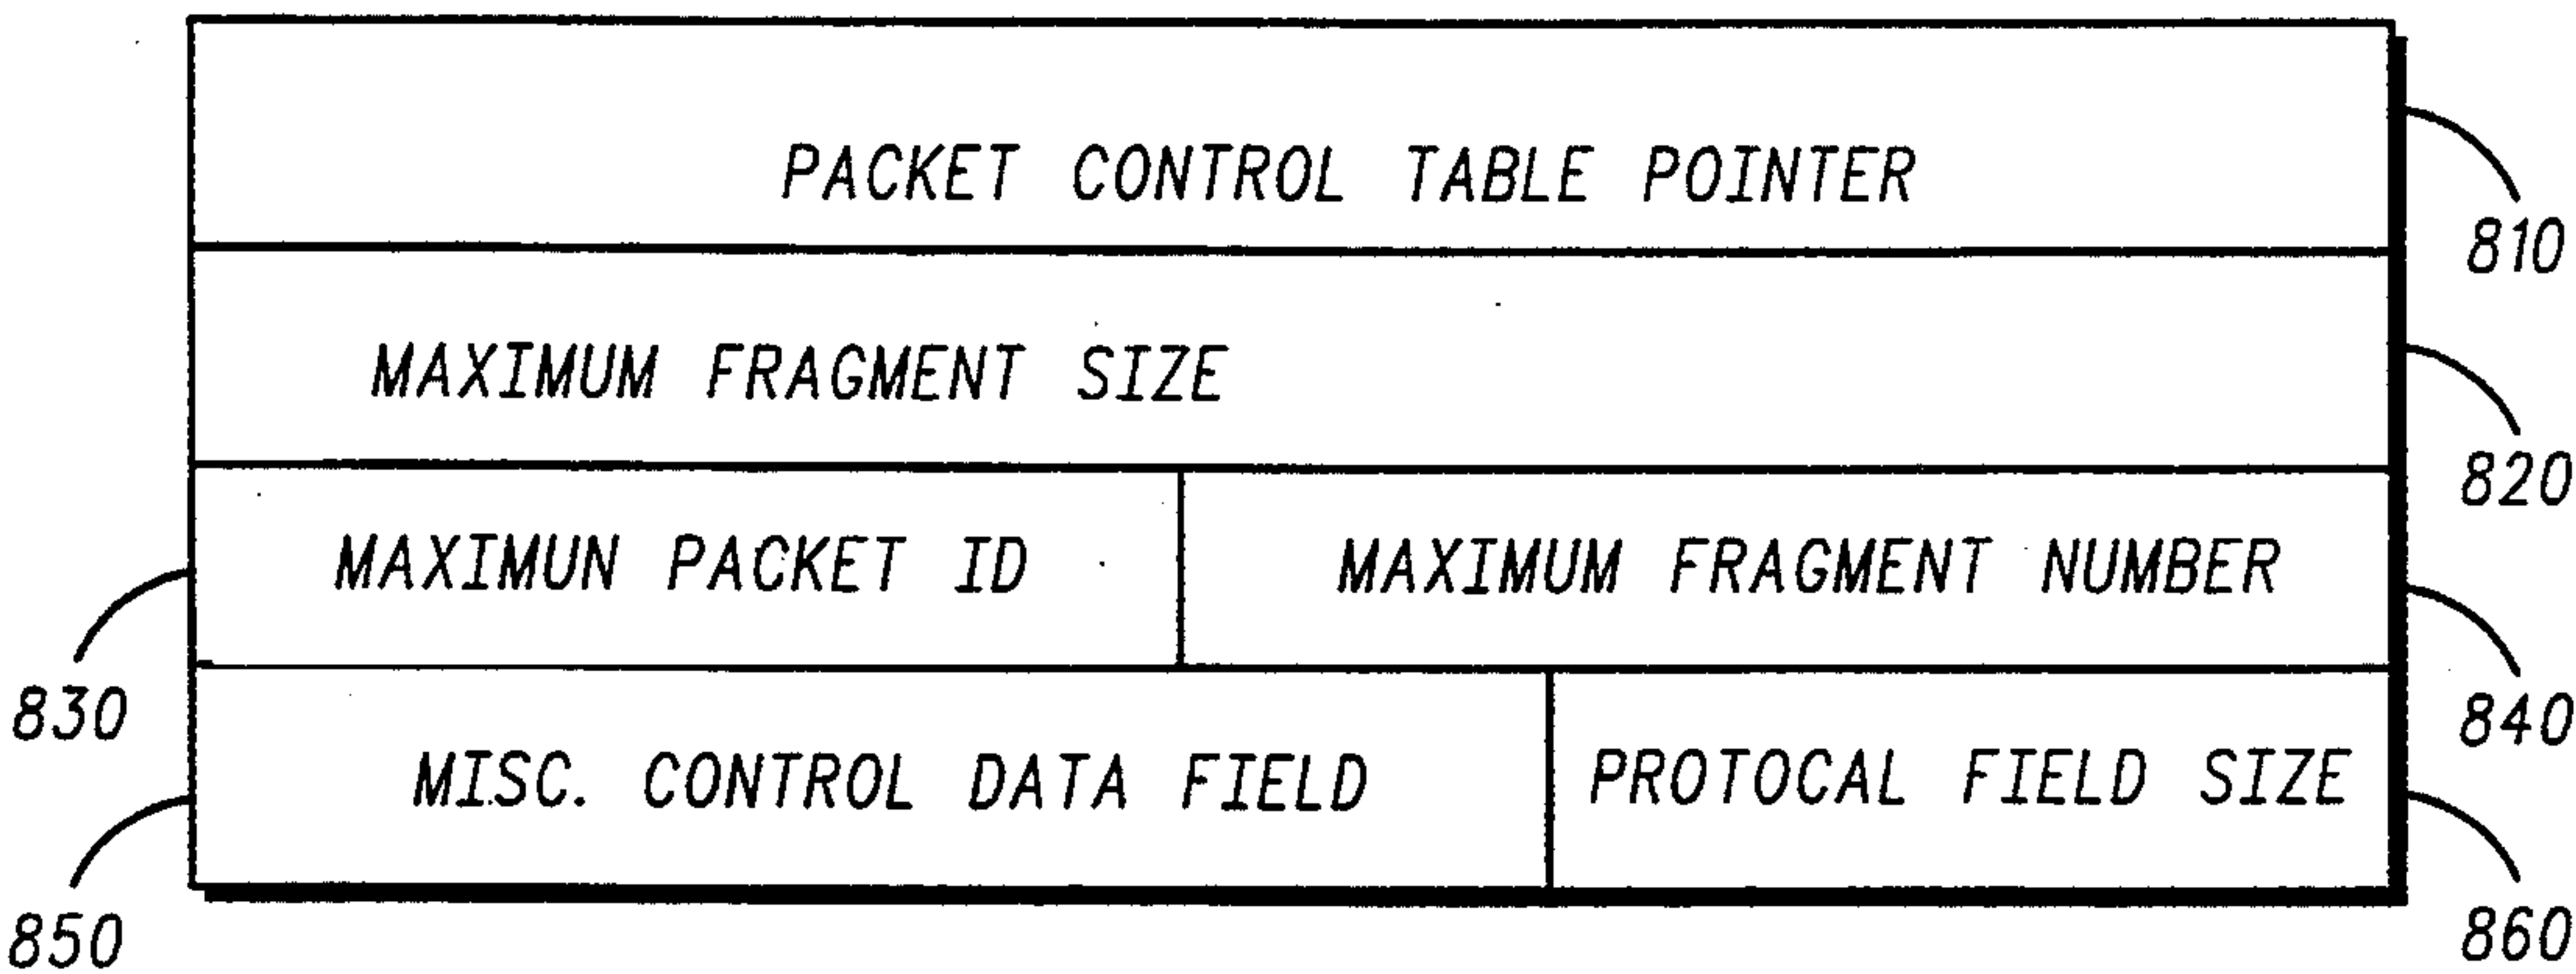 PACKET CONTROL TABLE POINTER
810
MAXIMUM FRAGMENT SIZE
820
MAXIMUN PACKET ID
MAXIMUM FRAGMENT NUMBER
830
840
MISC. CONTROL DATA FIELD
PROTOCAL FIELD SIZE
850
860